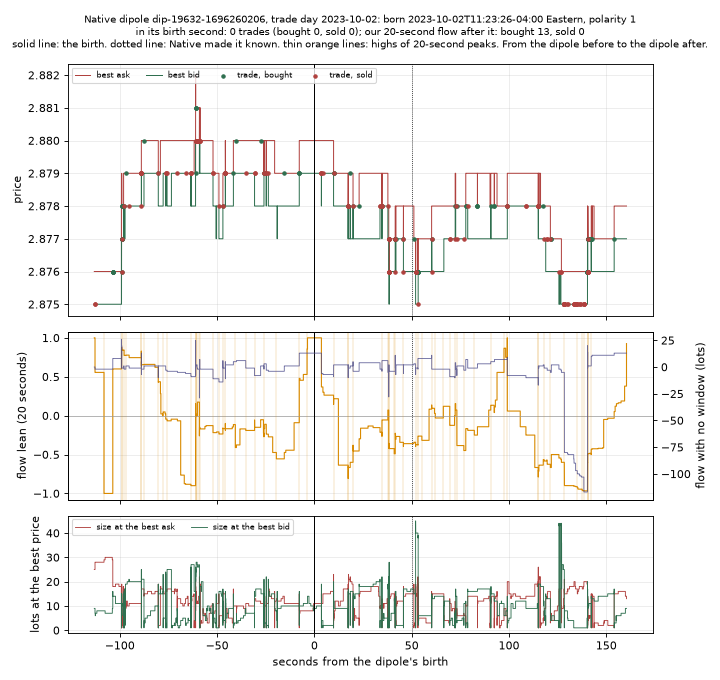 Native dipole dip-19632-1696260206, trade day 2023-10-02: born 2023-10-02T11:23:26-04:00 Eastern, polarity 1
in its birth second: 0 trades (bought 0, sold 0); our 20-second flow after it: bought 13, sold 0
solid line: the birth. dotted line: Native made it known. thin orange lines: highs of 20-second peaks. From the dipole before to the dipole after.
best ask
best bid
trade, bought
trade, sold
2.882
2.881
2.880
2.879
2.878
2.877
2.876
2.875
price
1.0
0.5
0.0
−0.5
−1.0
flow lean (20 seconds)
25
0
−25
−50
−75
−100
flow with no window (lots)
size at the best ask
size at the best bid
40
30
20
10
0
lots at the best price
−100
−50
0
50
100
150
seconds from the dipole's birth